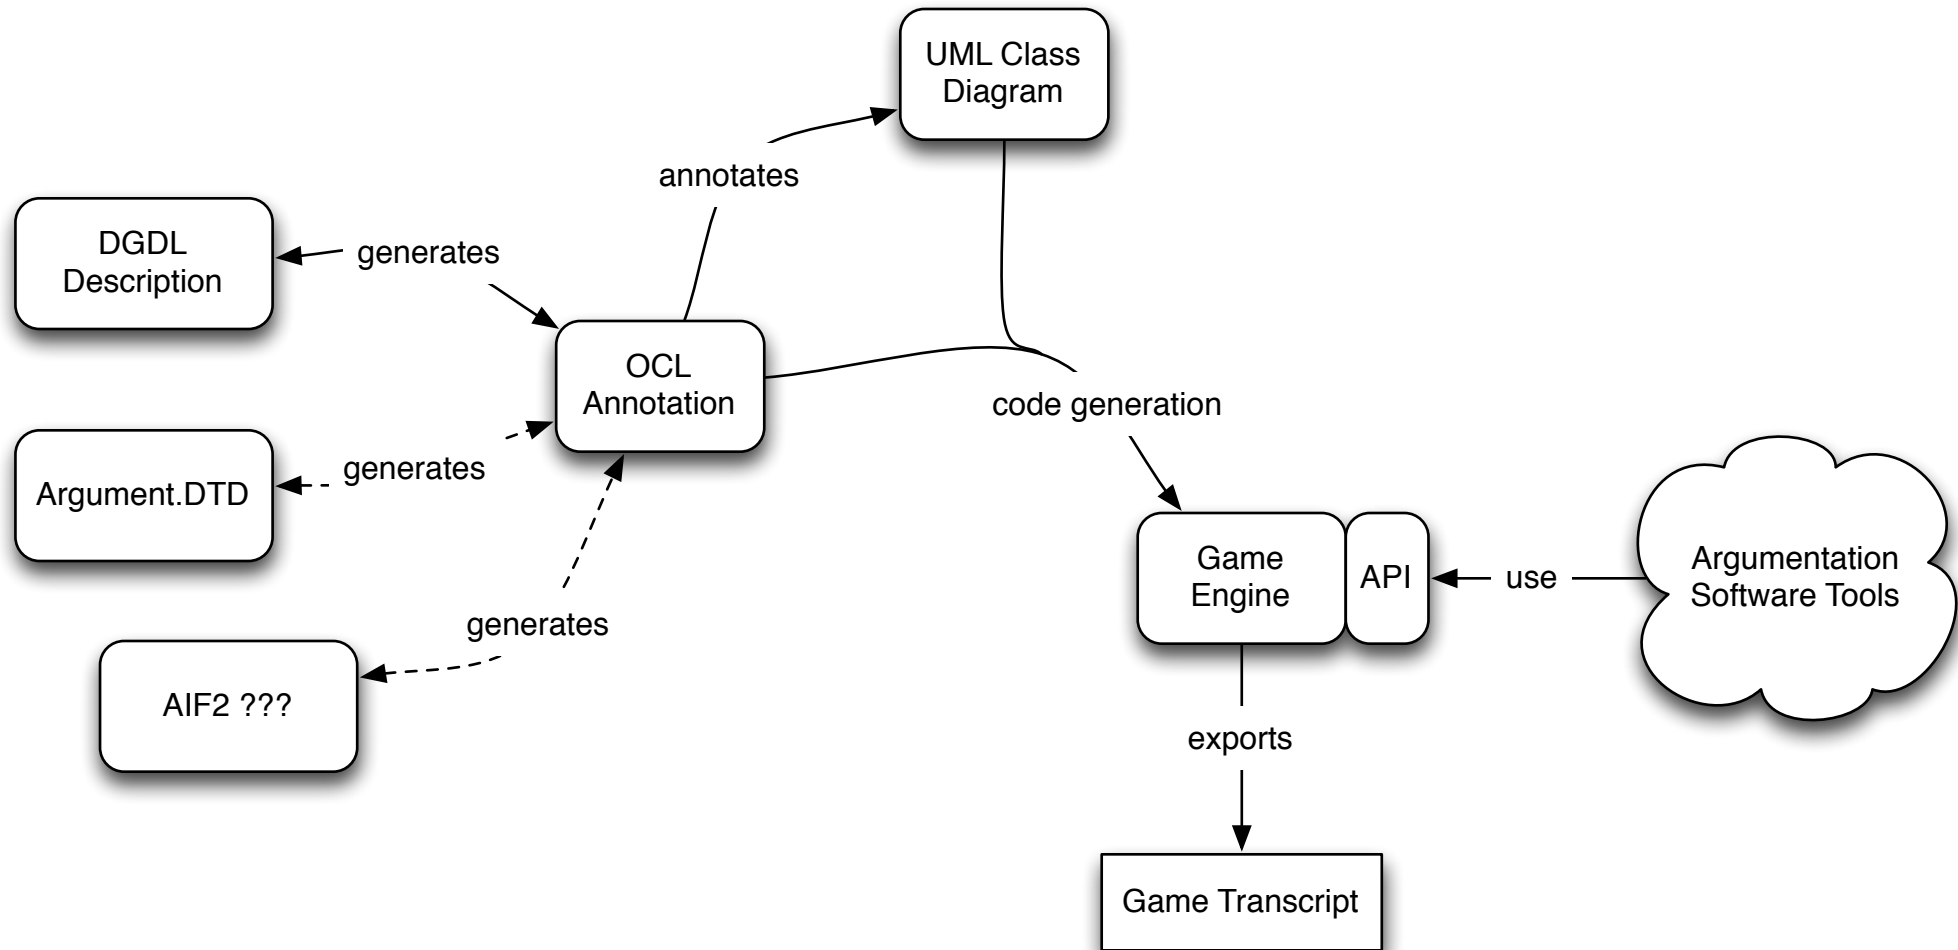 UML Class
Diagram
annotates
DGDL
Description
generates
OCL
Annotation
code generation
Argument.DTD
generates
Game
Engine
API
use
Argumentation
Software Tools
generates
AIF2 ???
exports
Game Transcript